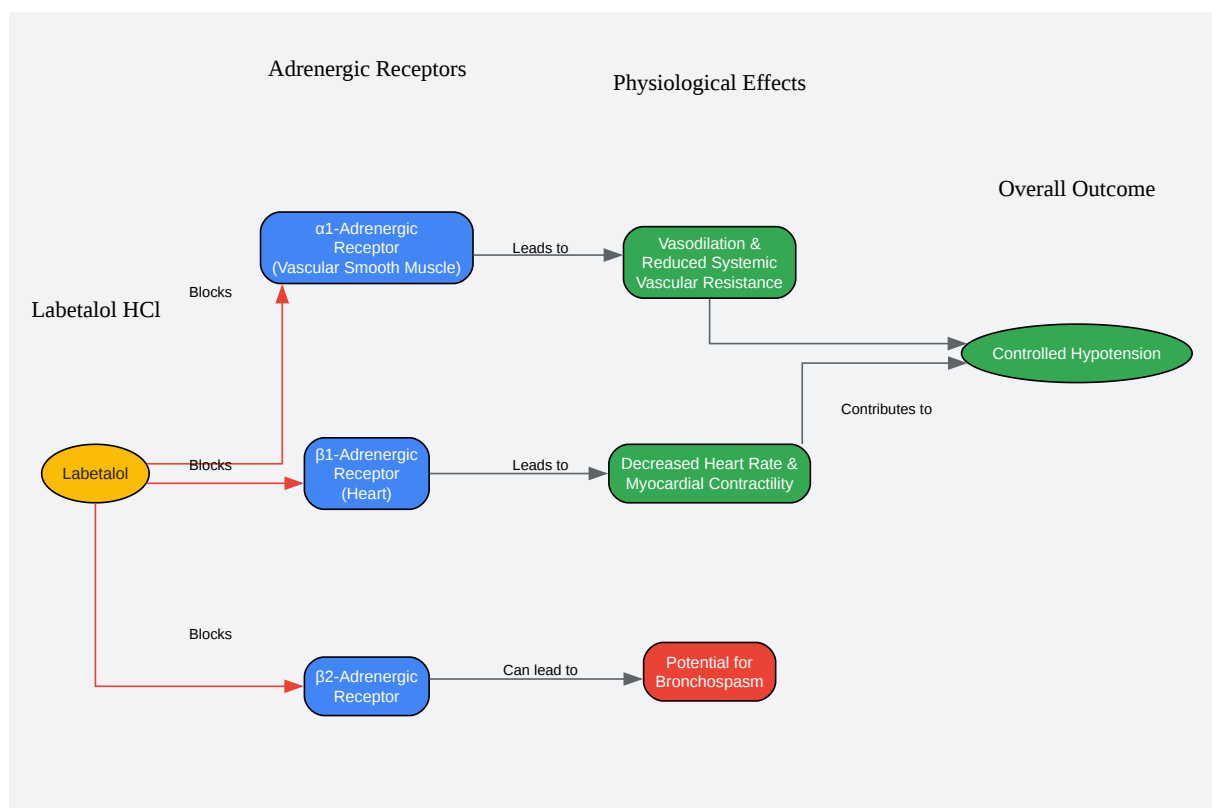 Adrenergic Receptors
Physiological Effects
Overall Outcome
Labetalol HCl
α1-Adrenergic
Receptor
(Vascular Smooth Muscle)
Leads to
Vasodilation &
Reduced Systemic
Vascular Resistance
Blocks
Controlled Hypotension
Contributes to
Labetalol
Blocks
β1-Adrenergic
Receptor
(Heart)
Leads to
Decreased Heart Rate &
Myocardial Contractility
Blocks
β2-Adrenergic
Receptor
Can lead to
Potential for
Bronchospasm